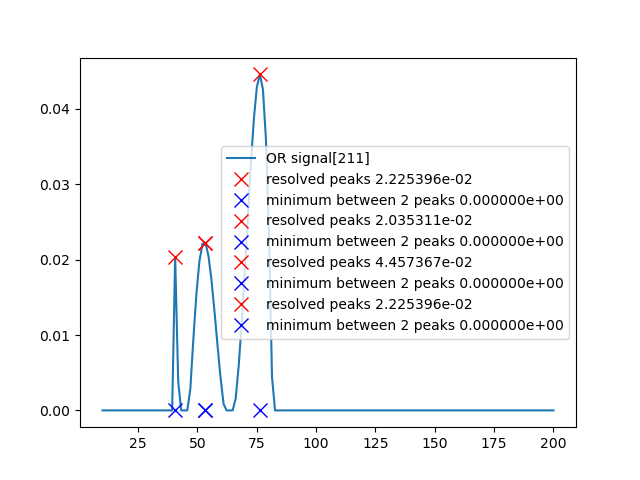 0.04
0.03
0.02
0.01
0.00
OR signal[211]
resolved peaks 2.225396e-02
minimum between 2 peaks 0.000000e+00
resolved peaks 2.035311e-02
minimum between 2 peaks 0.000000e+00
resolved peaks 4.457367e-02
minimum between 2 peaks 0.000000e+00
resolved peaks 2.225396e-02
minimum between 2 peaks 0.000000e+00
25 50 75 100 125 150 175 200